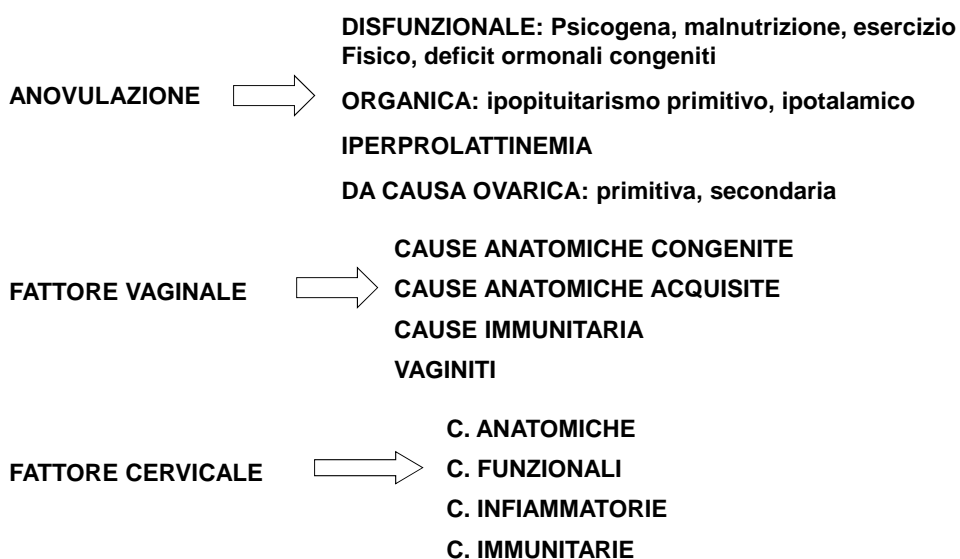 DISFUNZIONALE: Psicogena, malnutrizione, esercizio
Fisico, deficit ormonali congeniti
ANOVULAZIONE
ORGANICA: ipopituitarismo primitivo, ipotalamico
IPERPROLATTINEMIA
DA CAUSA OVARICA: primitiva, secondaria
CAUSE ANATOMICHE CONGENITE
FATTORE VAGINALE
CAUSE ANATOMICHE ACQUISITE
CAUSE IMMUNITARIA
VAGINITI
C. ANATOMICHE
FATTORE CERVICALE
C. FUNZIONALI
C. INFIAMMATORIE
C. IMMUNITARIE